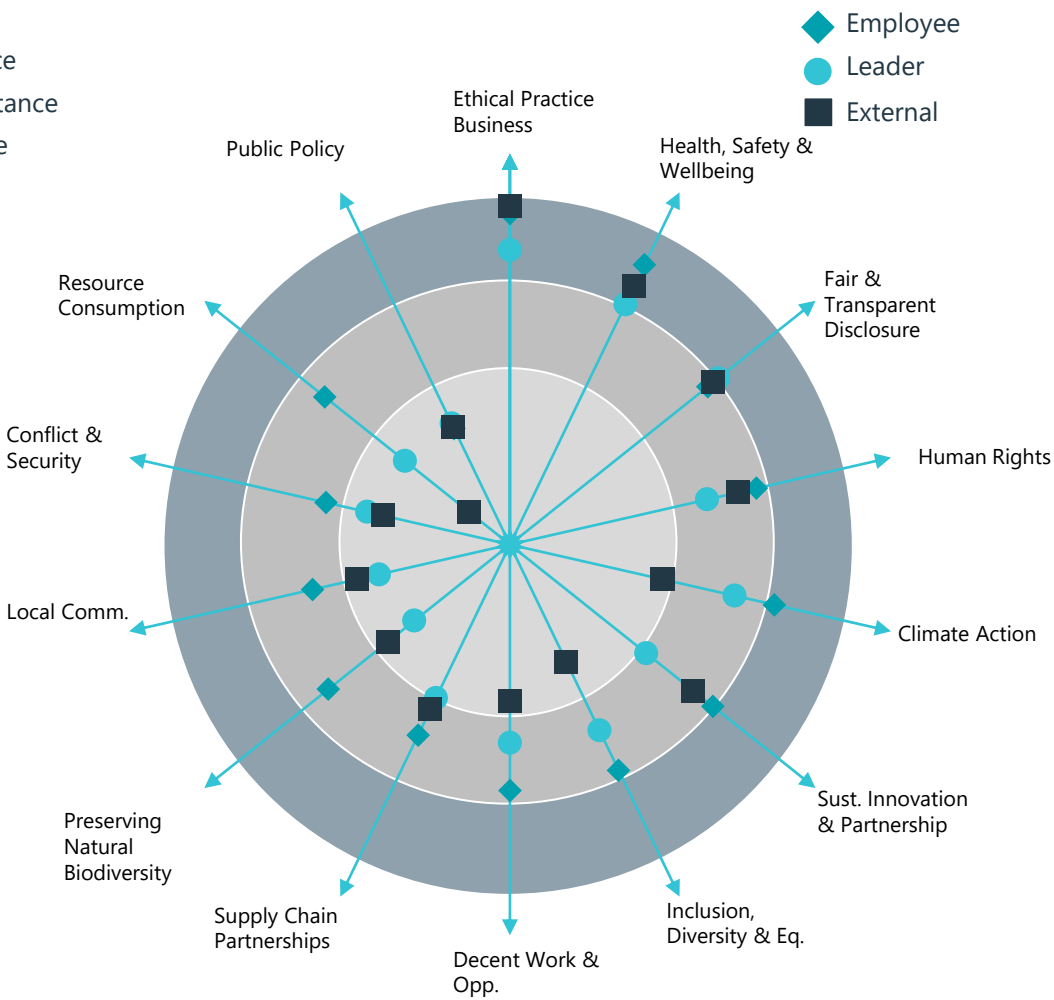 Employee
Leader
External
Ethical Practice
Business
Health, Safety &
Wellbeing
Fair &
Transparent
Disclosure
Human Rights
Climate Action
Sust. Innovation
& Partnership
Inclusion,
Diversity & Eq.
Decent Work &
Opp.
Supply Chain
Partnerships
Preserving
Natural
Biodiversity
Local Comm.
Conflict &
Security
Resource
Consumption
Public Policy